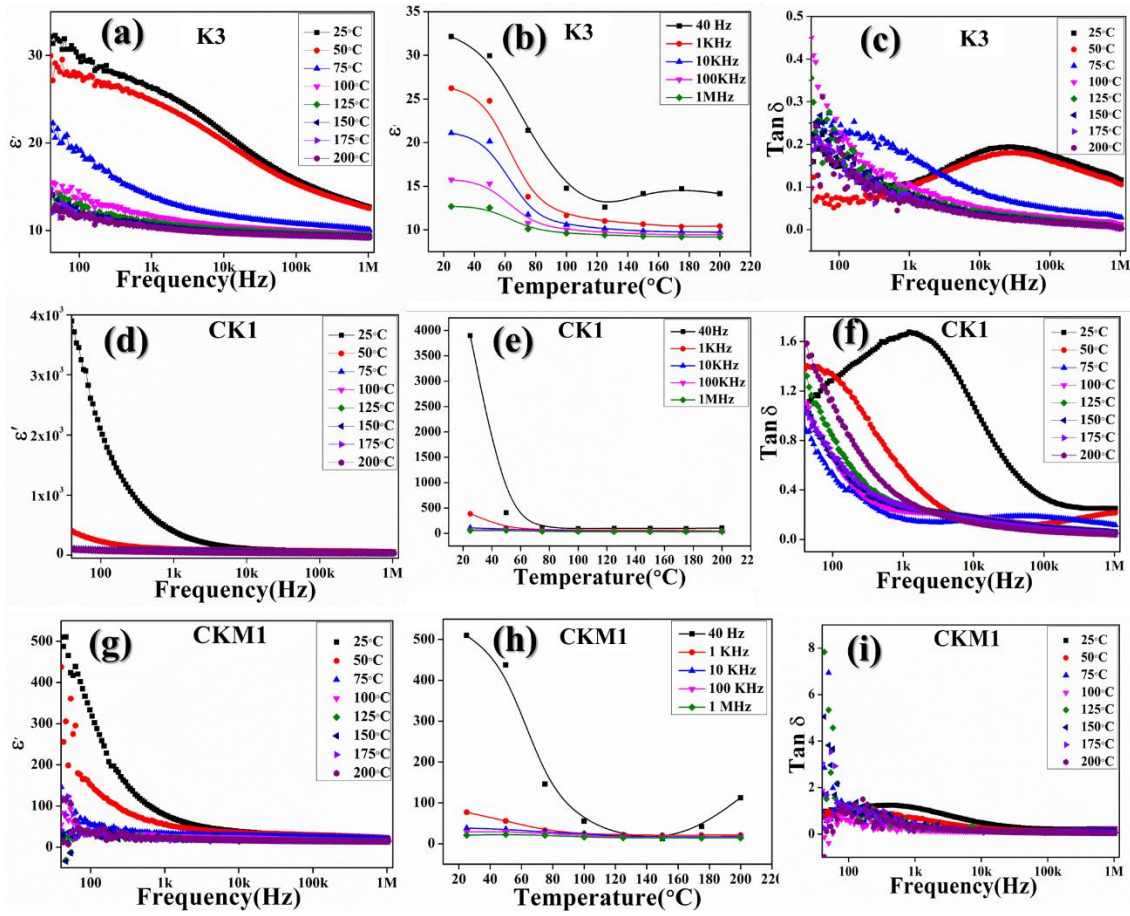 (a) K3
25°C
50°C
75°C
100°C
125°C
150°C
175°C
200°C
ε'
30
20
10
100 1k 10k 100k 1M
Frequency(Hz)
(b) K3
40 Hz
1KHz
10KHz
100KHz
1MHz
ε'
35
30
25
20
15
10
20 40 60 80 100 120 140 160 180 200 220
Temperature(°C)
(c) K3
25°C
50°C
75°C
100°C
125°C
150°C
175°C
200°C
Tan δ
0.5
0.4
0.3
0.2
0.1
0.0
100 1k 10k 100k 1M
Frequency(Hz)
(d) CK1
25°C
50°C
75°C
100°C
125°C
150°C
175°C
200°C
ε'
4x10³
3x10³
2x10³
1x10³
0
100 1k 10k 100k 1M
Frequency(Hz)
(e) CK1
40Hz
1KHz
10KHz
100KHz
1MHz
ε'
4000
3500
3000
2500
2000
1500
1000
500
0
20 40 60 80 100 120 140 160 180 200 220
Temperature(°C)
(f) CK1
25°C
50°C
75°C
100°C
125°C
150°C
175°C
200°C
Tan δ
1.6
1.2
0.8
0.4
0.0
100 1k 10k 100k 1M
Frequency(Hz)
(g) CKM1
25°C
50°C
75°C
100°C
125°C
150°C
175°C
200°C
ε'
500
400
300
200
100
0
100 1k 10k 100k 1M
Frequency(Hz)
(h) CKM1
40 Hz
1 KHz
10 KHz
100 KHz
1 MHz
ε'
500
400
300
200
100
0
20 40 60 80 100 120 140 160 180 200
Temperature(°C)
(i) CKM1
25°C
50°C
75°C
100°C
125°C
150°C
175°C
200°C
Tan δ
8
6
4
2
0
100 1k 10k 100k 1M
Frequency(Hz)